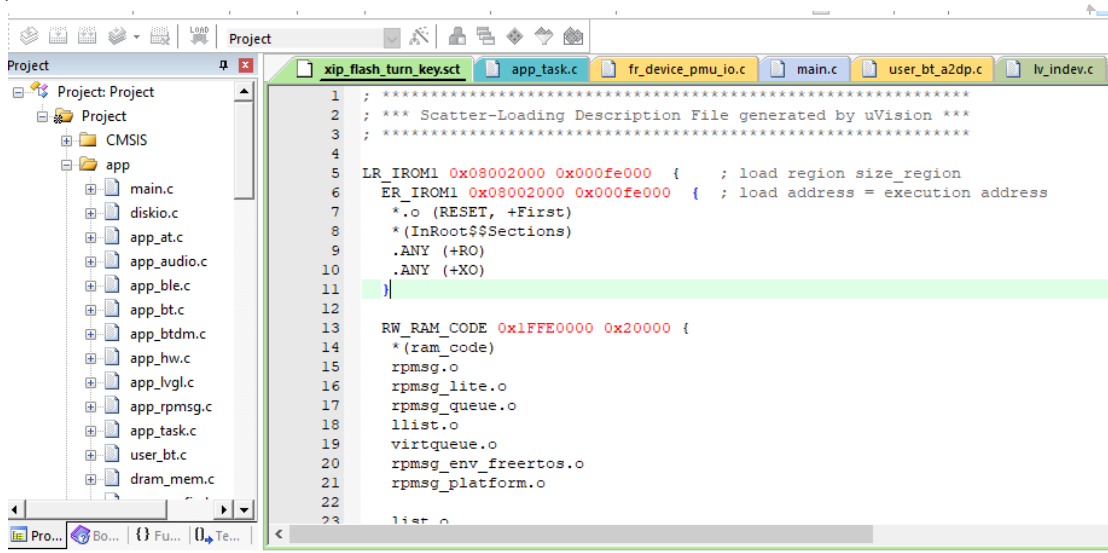 LOAD
Project
Project
Project: Project
Project
CMSIS
app
main.c
diskio.c
app_at.c
app_audio.c
app_ble.c
app_bt.c
app_btdm.c
app_hw.c
app_lvgl.c
app_rpmsg.c
app_task.c
user_bt.c
dram_mem.c
Pro... Bo... {} Fu... 0 Te...
xip_flash_turn_key.sct app_task.c fr_device_pmu_io.c main.c user_bt_a2dp.c lv_indev.c
1 ; *************************************************************
2 ; *** Scatter-Loading Description File generated by uVision ***
3 ; *************************************************************
4
5 LR_IROM1 0x08002000 0x000fe000 { ; load region size_region
6 ER_IROM1 0x08002000 0x000fe000 { ; load address = execution address
7 *.o (RESET, +First)
8 *(InRoot$$Sections)
9 .ANY (+RO)
10 .ANY (+XO)
11 }
12
13 RW_RAM_CODE 0x1FFE0000 0x20000 {
14 *(ram_code)
15 rpmsg.o
16 rpmsg_lite.o
17 rpmsg_queue.o
18 llist.o
19 virtqueue.o
20 rpmsg_env_freertos.o
21 rpmsg_platform.o
22
23 list.o